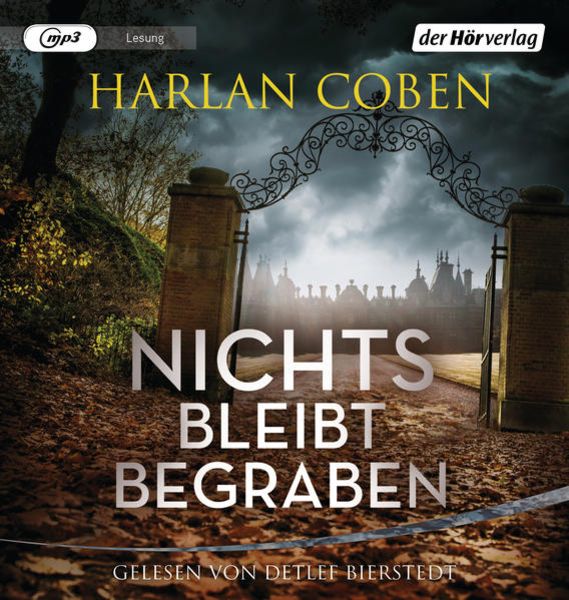 mp3 Lesung
der Hörverlag
HARLAN COBEN
NICHTS
BLEIBT
BEGRABEN
GELESEN VON DETLEF BIERSTEDT